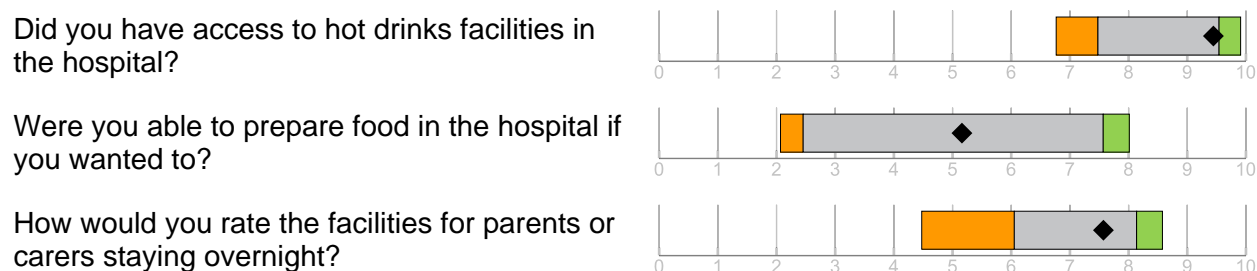 Did you have access to hot drinks facilities in
the hospital?
0 1 2 3 4 5 6 7 8 9 10
Were you able to prepare food in the hospital if
you wanted to?
0 1 2 3 4 5 6 7 8 9 10
How would you rate the facilities for parents or
carers staying overnight?
0 1 2 3 4 5 6 7 8 9 10